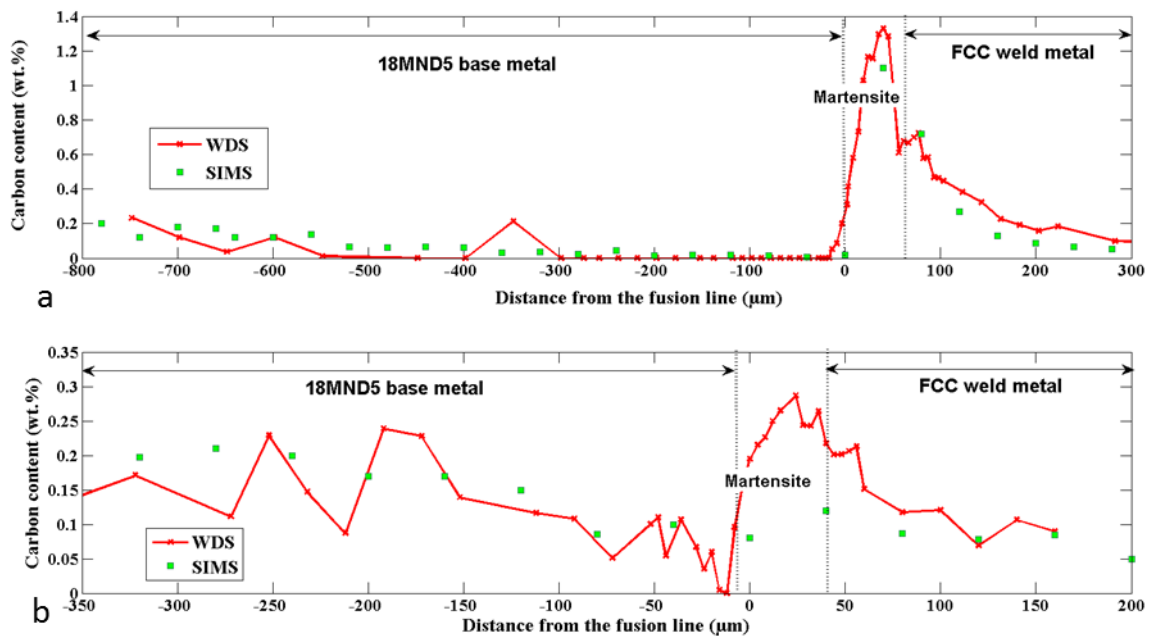 1.4
1.2
1
0.8
0.6
0.4
0.2
0
Carbon content (wt.%)
18MND5 base metal
Martensite
FCC weld metal
WDS
SIMS
-800 -700 -600 -500 -400 -300 -200 -100 0 100 200 300
a
Distance from the fusion line (μm)
0.35
0.3
0.25
0.2
0.15
0.1
0.05
0
Carbon content (wt.%)
18MND5 base metal
Martensite
FCC weld metal
WDS
SIMS
-350 -300 -250 -200 -150 -100 -50 0 50 100 150 200
b
Distance from the fusion line (μm)